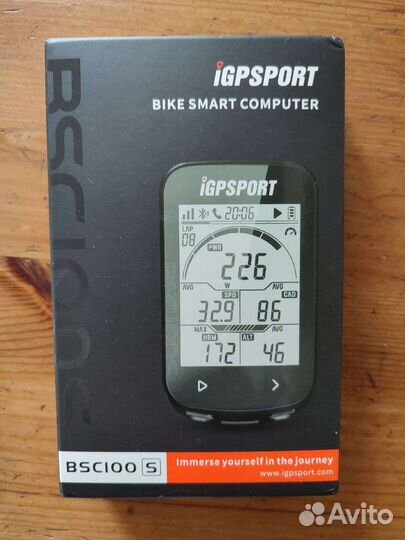 iGPSPORT
BIKE SMART COMPUTER
BSC100S
iGPSPORT
20:06
LAP
08
PWR
226
AVG W AVG
SPD CAD
32.9 86
MAX AVG
HRM ALT
172 46
BSC100 S
Immerse yourself in the journey
www.igpsport.com
Avito